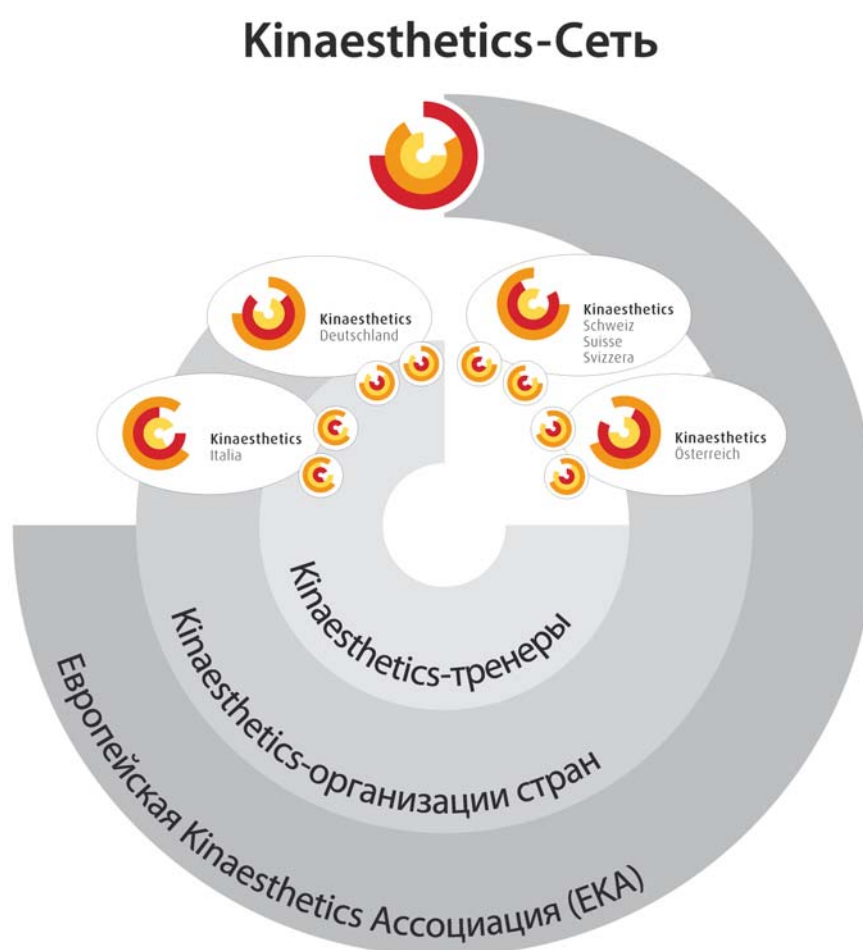 Kinaesthetics-Сеть
Kinaesthetics
Deutschland
Kinaesthetics
Schweiz
Suisse
Svizzera
Kinaesthetics
Italia
Kinaesthetics
Österreich
Kinaesthetics-тренеры
Kinaesthetics-организации стран
Европейская Kinaesthetics Ассоциация (ЕКА)